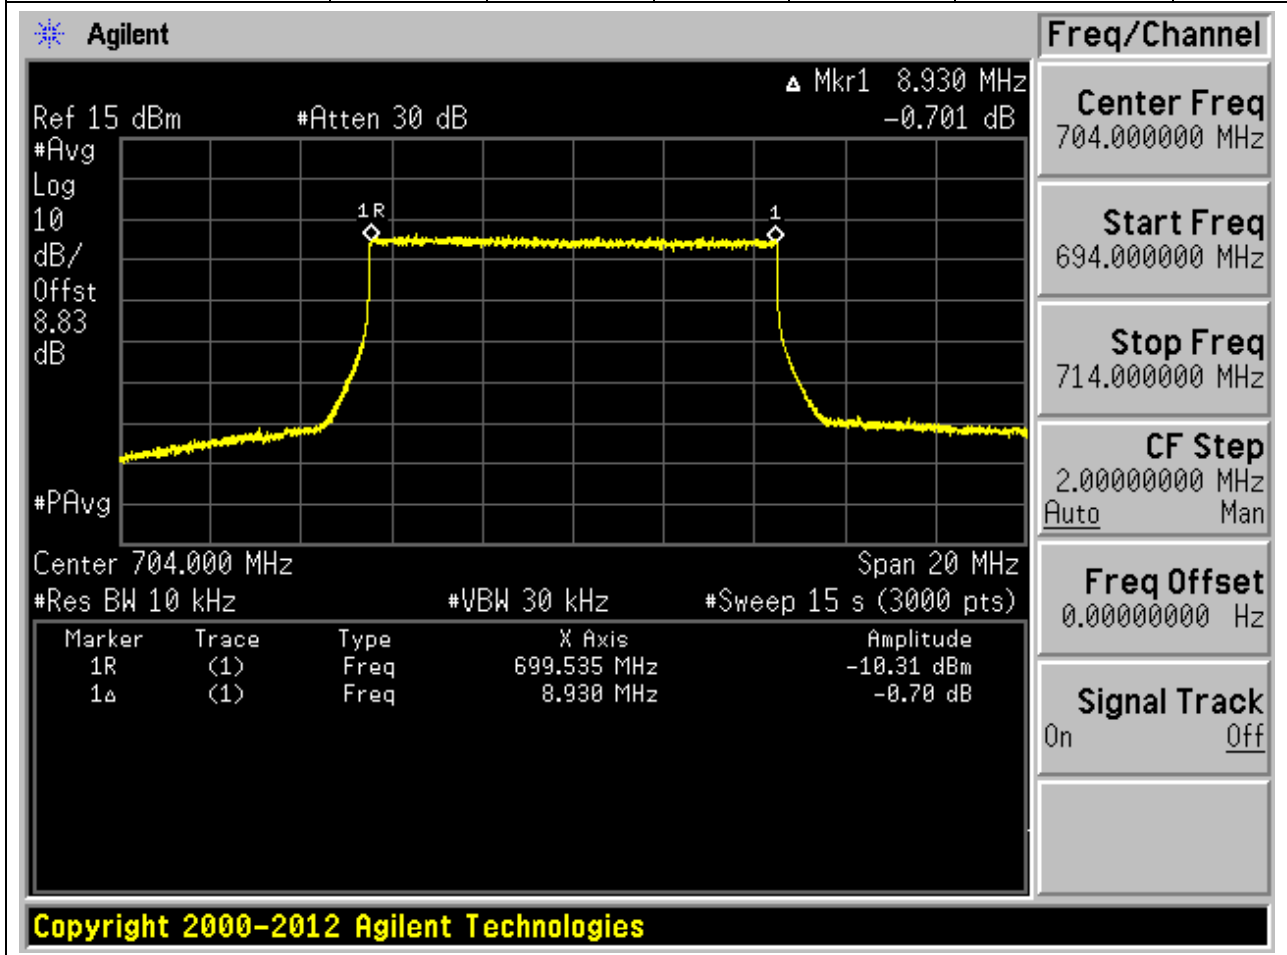 Agilent
Freq/Channel
▵ Mkr1 8.930 MHz
Ref 15 dBm #Atten 30 dB -0.701 dB
#Avg
Log
10
dB/
Offst
8.83
dB
1R
1
#PAvg
Center 704.000 MHz Span 20 MHz
#Res BW 10 kHz #VBW 30 kHz #Sweep 15 s (3000 pts)
Marker Trace Type X Axis Amplitude
1R (1) Freq 699.535 MHz -10.31 dBm
1▵ (1) Freq 8.930 MHz -0.70 dB
Center Freq
704.000000 MHz
Start Freq
694.000000 MHz
Stop Freq
714.000000 MHz
CF Step
2.00000000 MHz
Auto Man
Freq Offset
0.00000000 Hz
Signal Track
On Off
Copyright 2000-2012 Agilent Technologies